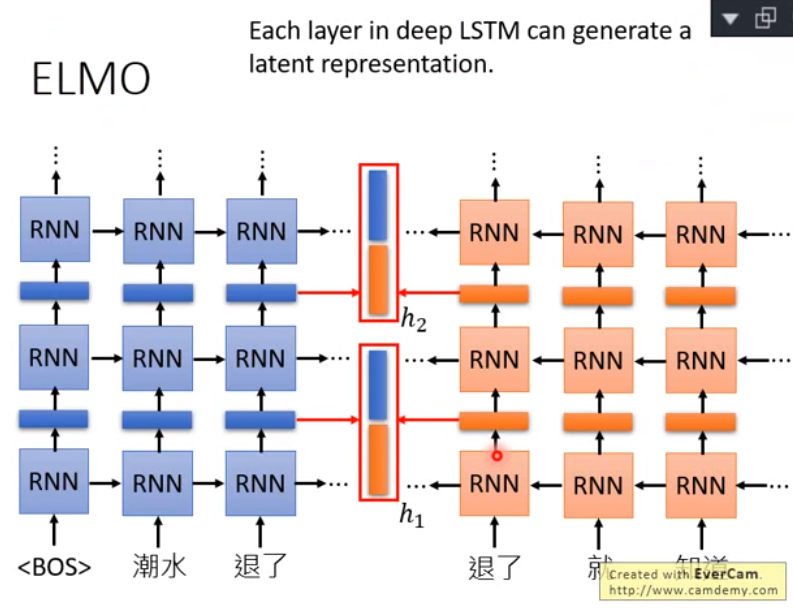 Each layer in deep LSTM can generate a
latent representation.
ELMO
RNN RNN RNN ... ... RNN RNN RNN ...
h₂
RNN RNN RNN ... ... RNN RNN RNN ...
RNN RNN RNN ... ... RNN RNN RNN ...
h₁
<BOS> 潮水 退了 退了 就 知道
Created with EverCam.
http://www.camdemy.com